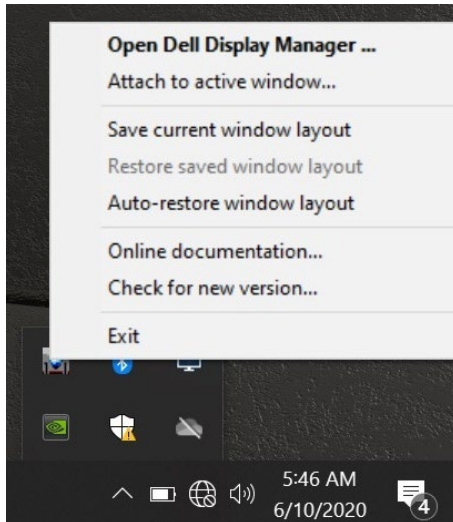 Open Dell Display Manager ...
Attach to active window...
Save current window layout
Restore saved window layout
Auto-restore window layout
Online documentation...
Check for new version...
Exit
5:46 AM
6/10/2020
4